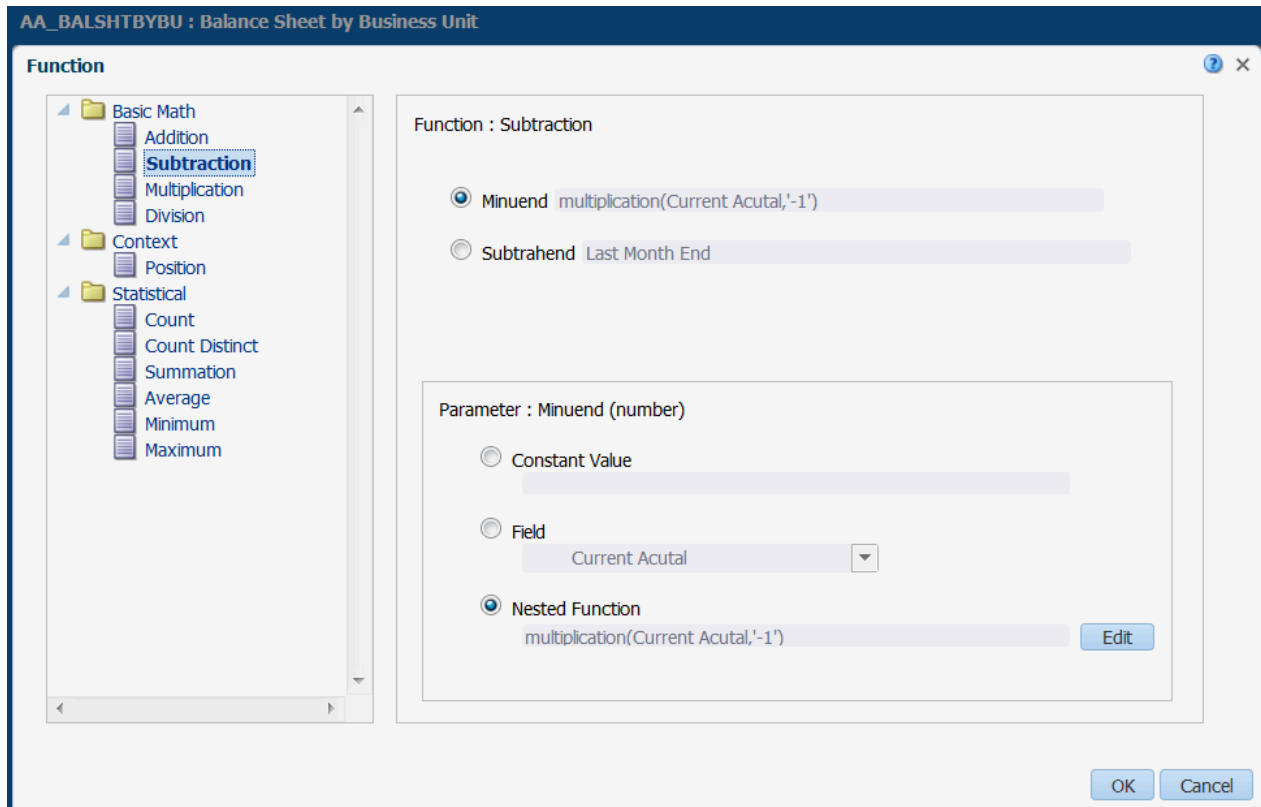 AA_BALSHTBYBU : Balance Sheet by Business Unit
Function
Basic Math
Addition
Subtraction
Multiplication
Division
Context
Position
Statistical
Count
Count Distinct
Summation
Average
Minimum
Maximum
Function : Subtraction
Minuend multiplication(Current Acutal,'-1')
Subtrahend Last Month End
Parameter : Minuend (number)
Constant Value
Field
Current Acutal
Nested Function
multiplication(Current Acutal,'-1')
Edit
OK Cancel